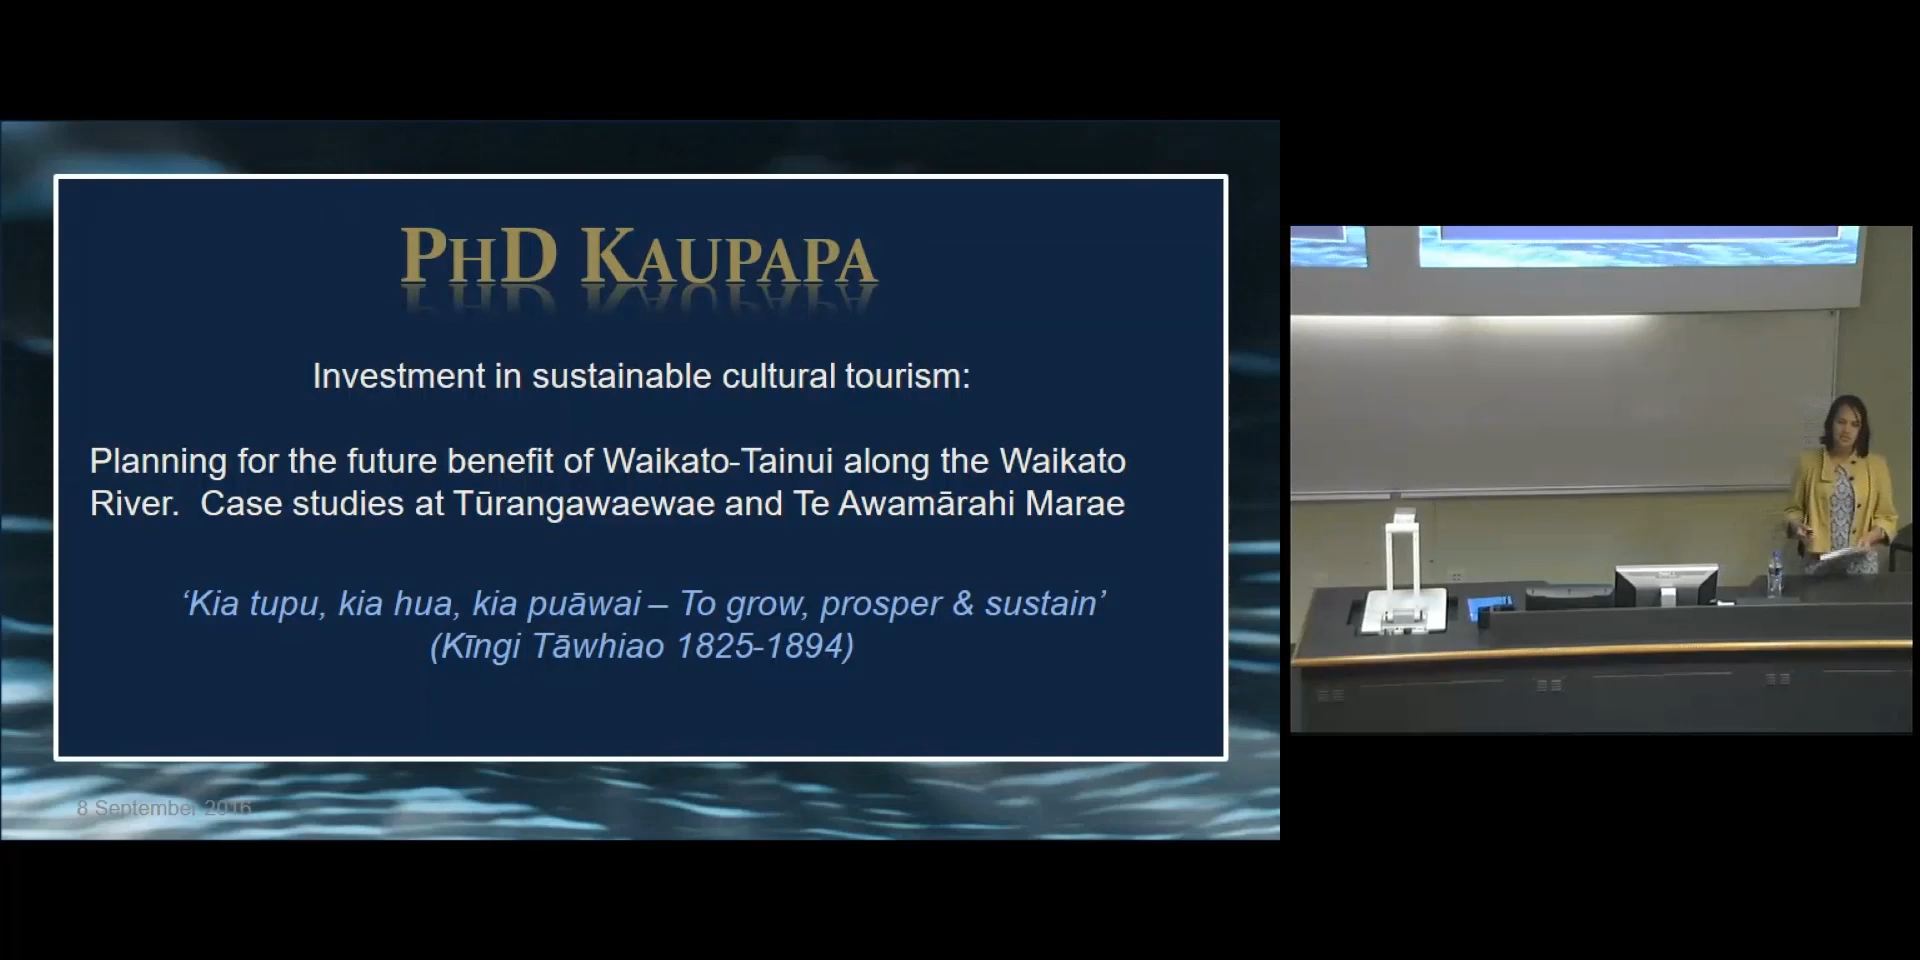 PHD KAUPAPA
Investment in sustainable cultural tourism:
Planning for the future benefit of Waikato-Tainui along the Waikato
River. Case studies at Tūrangawaewae and Te Awamārahi Marae
‘Kia tupu, kia hua, kia puāwai – To grow, prosper & sustain’
(Kīngi Tāwhiao 1825-1894)
8 September 2016